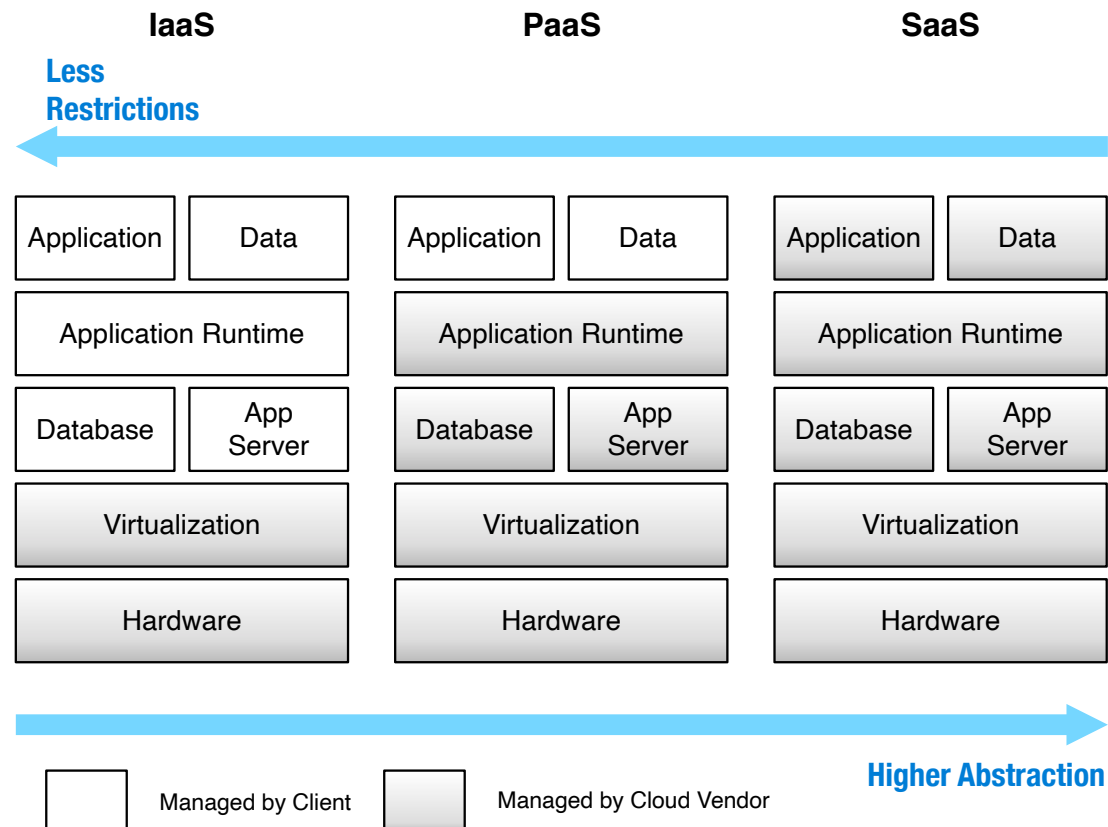 IaaS
PaaS
SaaS
Less
Restrictions
Application
Data
Application
Data
Application
Data
Application Runtime
Application Runtime
Application Runtime
Database
App
Server
Database
App
Server
Database
App
Server
Virtualization
Virtualization
Virtualization
Hardware
Hardware
Hardware
Higher Abstraction
Managed by Client
Managed by Cloud Vendor